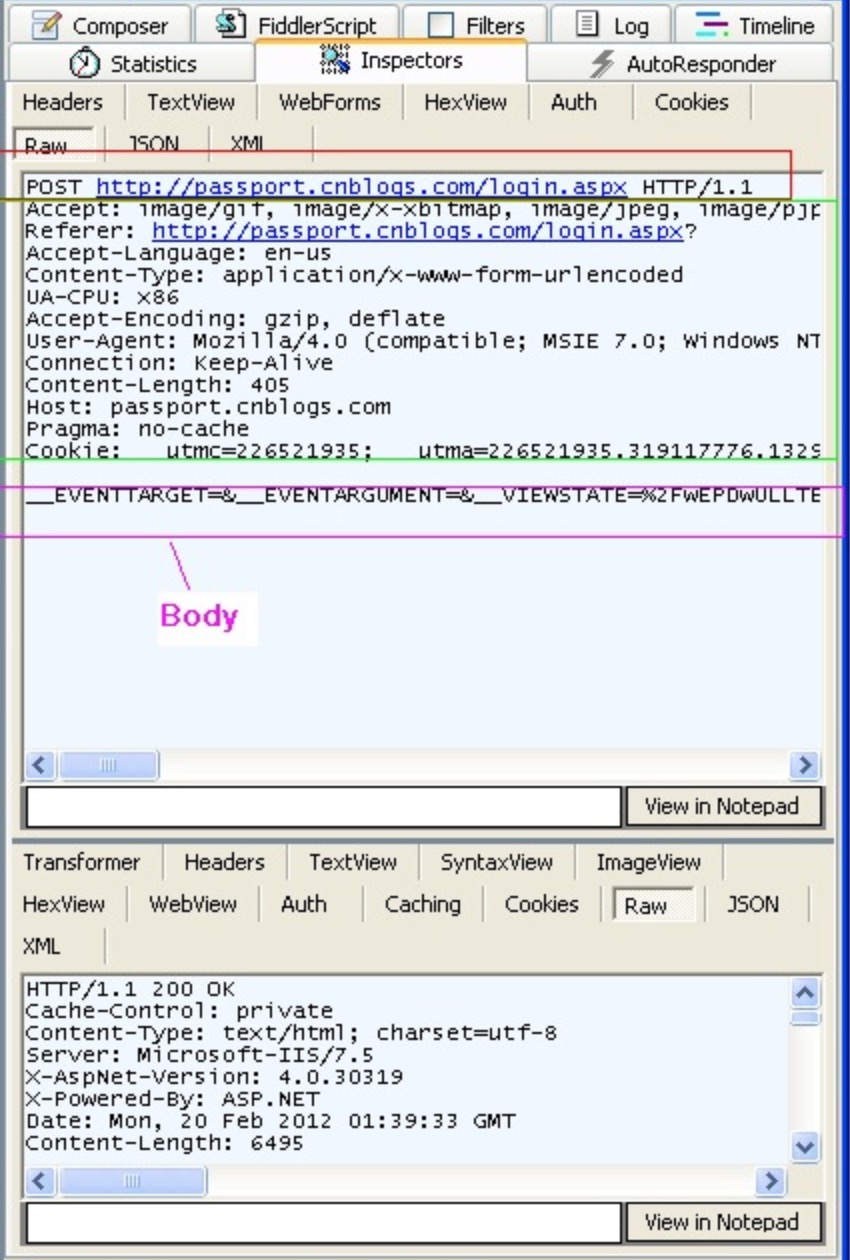 Composer FiddlerScript Filters Log Timeline
Statistics Inspectors AutoResponder
Headers TextView WebForms HexView Auth Cookies
Raw JSON XML
POST http://passport.cnblogs.com/login.aspx HTTP/1.1
Accept: image/gif, image/x-xbitmap, image/jpeg, image/pjp
Referer: http://passport.cnblogs.com/login.aspx?
Accept-Language: en-us
Content-Type: application/x-www-form-urlencoded
UA-CPU: x86
Accept-Encoding: gzip, deflate
User-Agent: Mozilla/4.0 (compatible; MSIE 7.0; Windows NT
Connection: Keep-Alive
Content-Length: 405
Host: passport.cnblogs.com
Pragma: no-cache
Cookie: __utmc=226521935; __utma=226521935.319117776.1329
__EVENTTARGET=&__EVENTARGUMENT=&__VIEWSTATE=%2FwEPDwULLTE
Body
View in Notepad
Transformer Headers TextView SyntaxView ImageView
HexView WebView Auth Caching Cookies Raw JSON
XML
HTTP/1.1 200 OK
Cache-Control: private
Content-Type: text/html; charset=utf-8
Server: Microsoft-IIS/7.5
X-AspNet-Version: 4.0.30319
X-Powered-By: ASP.NET
Date: Mon, 20 Feb 2012 01:39:33 GMT
Content-Length: 6495
View in Notepad